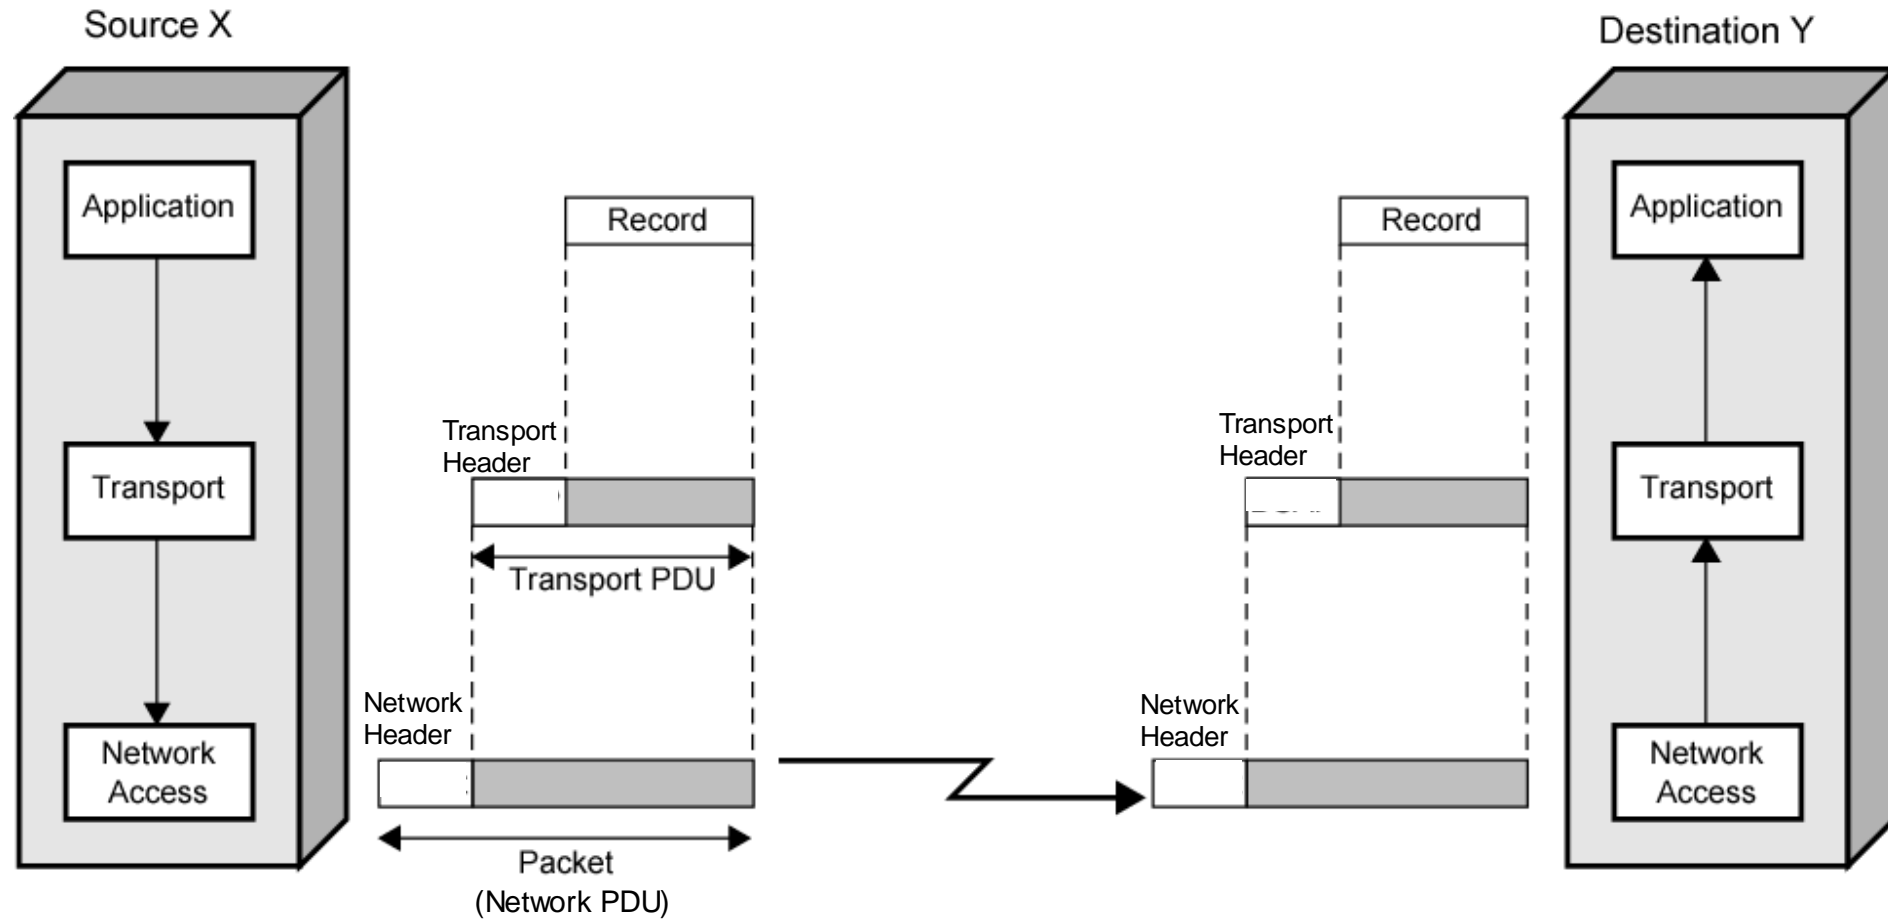 Source X
Destination Y
Application
Record
Record
Application
Transport
Header
Transport
Header
Transport
Transport
Transport PDU
Network
Header
Network
Header
Network
Access
Network
Access
Packet
(Network PDU)